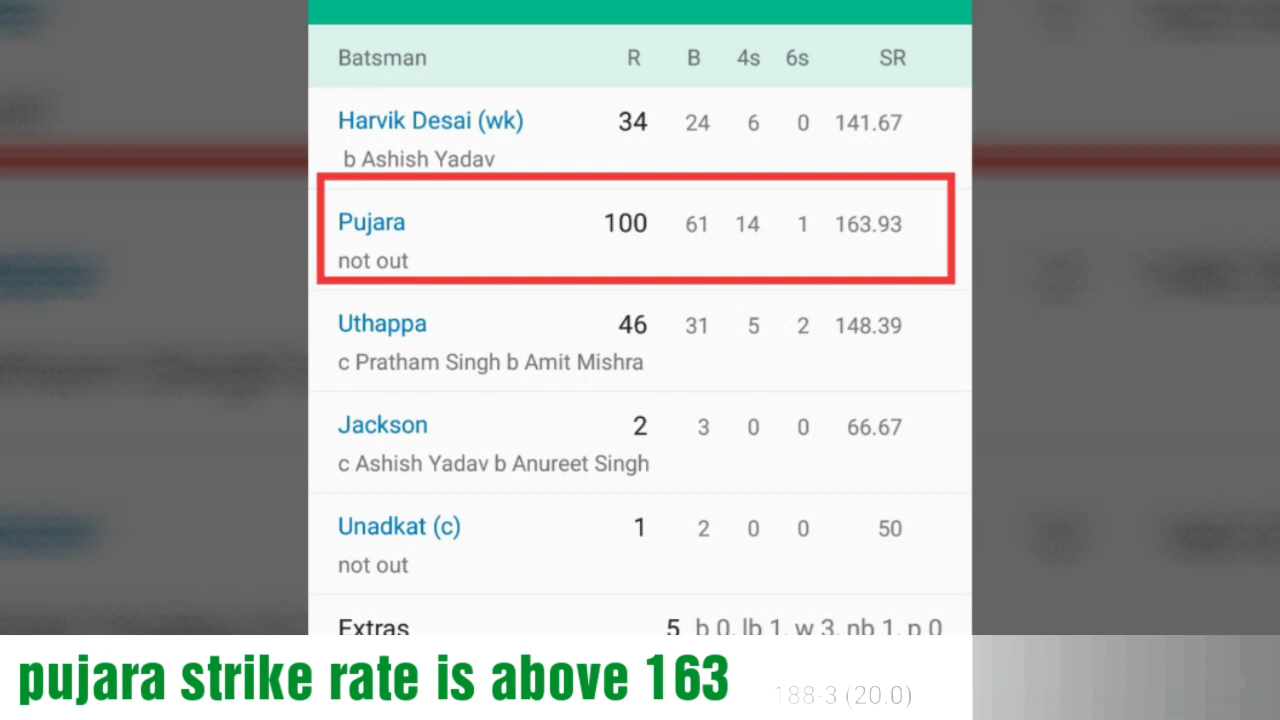 Batsman R B 4s 6s SR
Harvik Desai (wk) 34 24 6 0 141.67
b Ashish Yadav
Pujara 100 61 14 1 163.93
not out
Uthappa 46 31 5 2 148.39
c Pratham Singh b Amit Mishra
Jackson 2 3 0 0 66.67
c Ashish Yadav b Anureet Singh
Unadkat (c) 1 2 0 0 50
not out
Extras 5 b 0, lb 1, w 3, nb 1, p 0
pujara strike rate is above 163
188-3 (20.0)